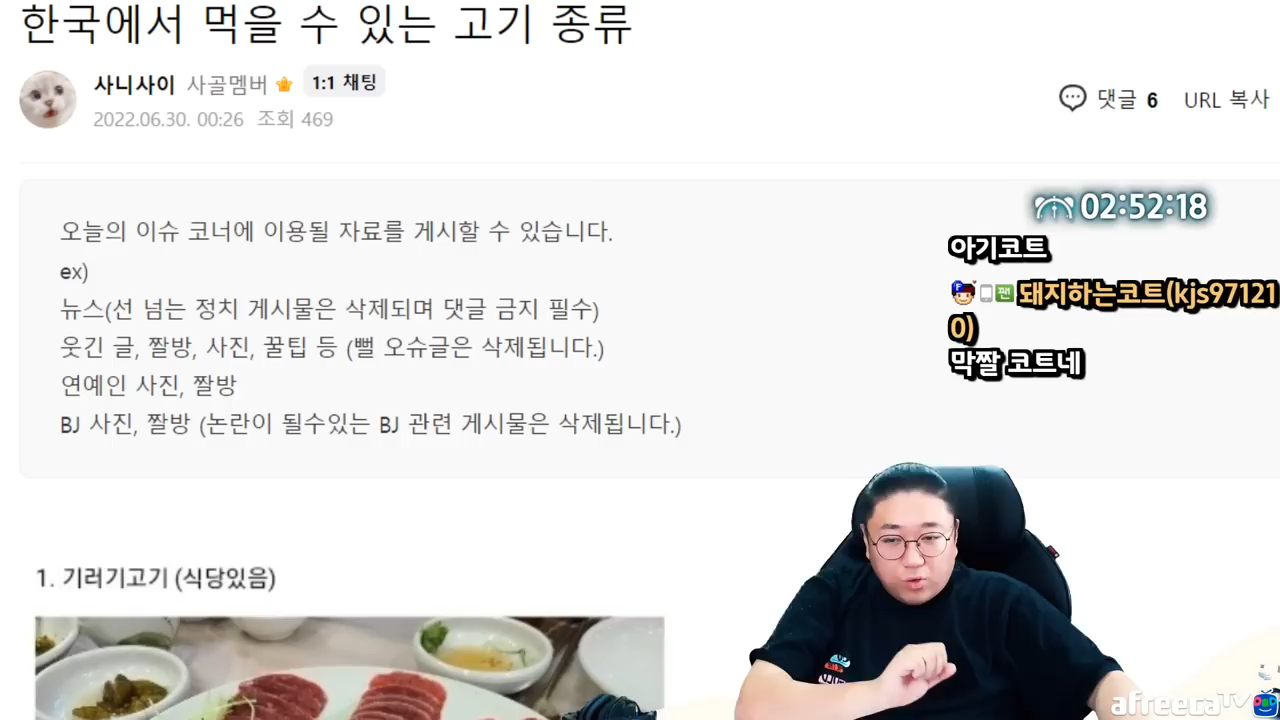 한국에서 먹을 수 있는 고기 종류
사니사이 사골멤버 1:1 채팅
2022.06.30. 00:26 조회 469
댓글 6 URL 복사
오늘의 이슈 코너에 이용될 자료를 게시할 수 있습니다.
ex)
뉴스(선 넘는 정치 게시물은 삭제되며 댓글 금지 필수)
웃긴 글, 짤방, 사진, 꿀팁 등 (뻘 오슈글은 삭제됩니다.)
연예인 사진, 짤방
BJ 사진, 짤방 (논란이 될수있는 BJ 관련 게시물은 삭제됩니다.)
02:52:18
아기코트
F 팬 돼지하는코트(kjs97121
0)
막짤 코트네
1. 기러기고기 (식당있음)
afreecaTV